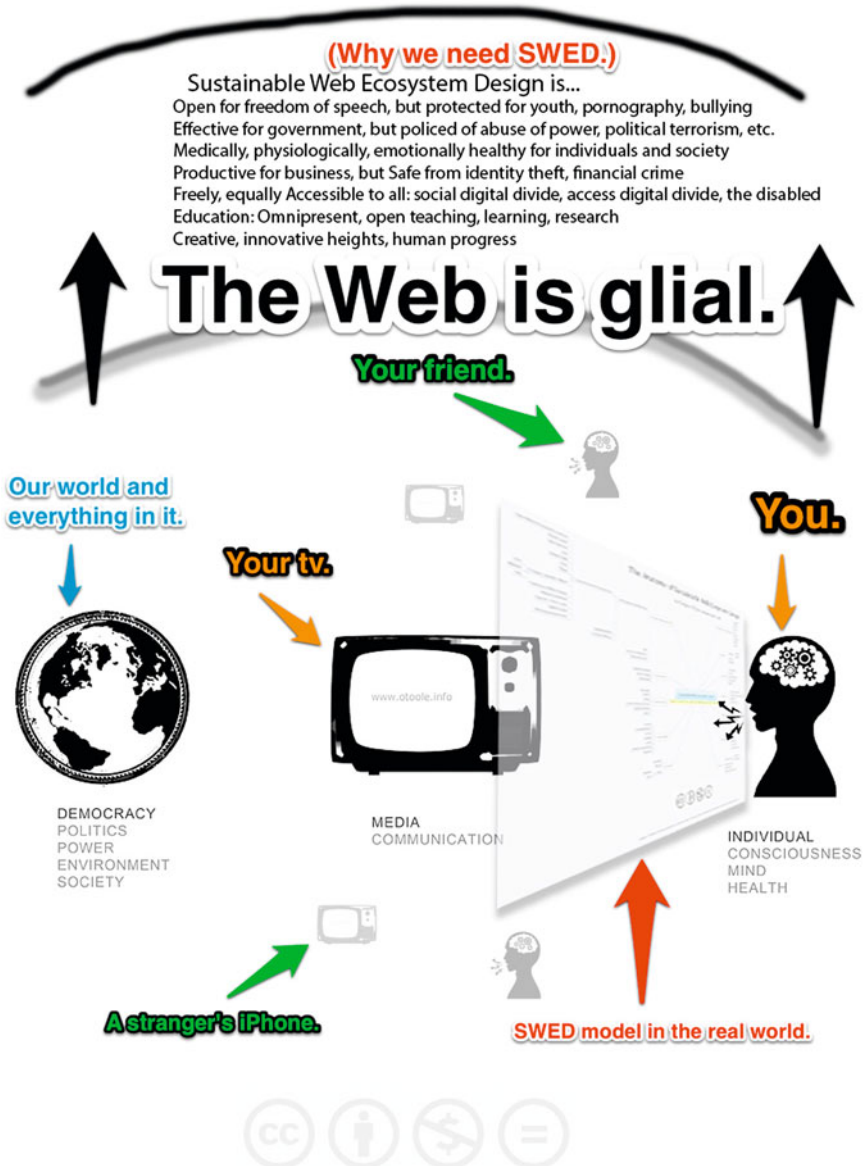 (Why we need SWED.)
Sustainable Web Ecosystem Design is...
Open for freedom of speech, but protected for youth, pornography, bullying
Effective for government, but policed of abuse of power, political terrorism, etc.
Medically, physiologically, emotionally healthy for individuals and society
Productive for business, but Safe from identity theft, financial crime
Freely, equally Accessible to all: social digital divide, access digital divide, the disabled
Education: Omnipresent, open teaching, learning, research
Creative, innovative heights, human progress
The Web is glial.
Your friend.
Our world and
everything in it.
You.
Your tv.
www.otoole.info
DEMOCRACY
POLITICS
POWER
ENVIRONMENT
SOCIETY
MEDIA
COMMUNICATION
INDIVIDUAL
CONSCIOUSNESS
MIND
HEALTH
A stranger's iPhone.
SWED model in the real world.
cc